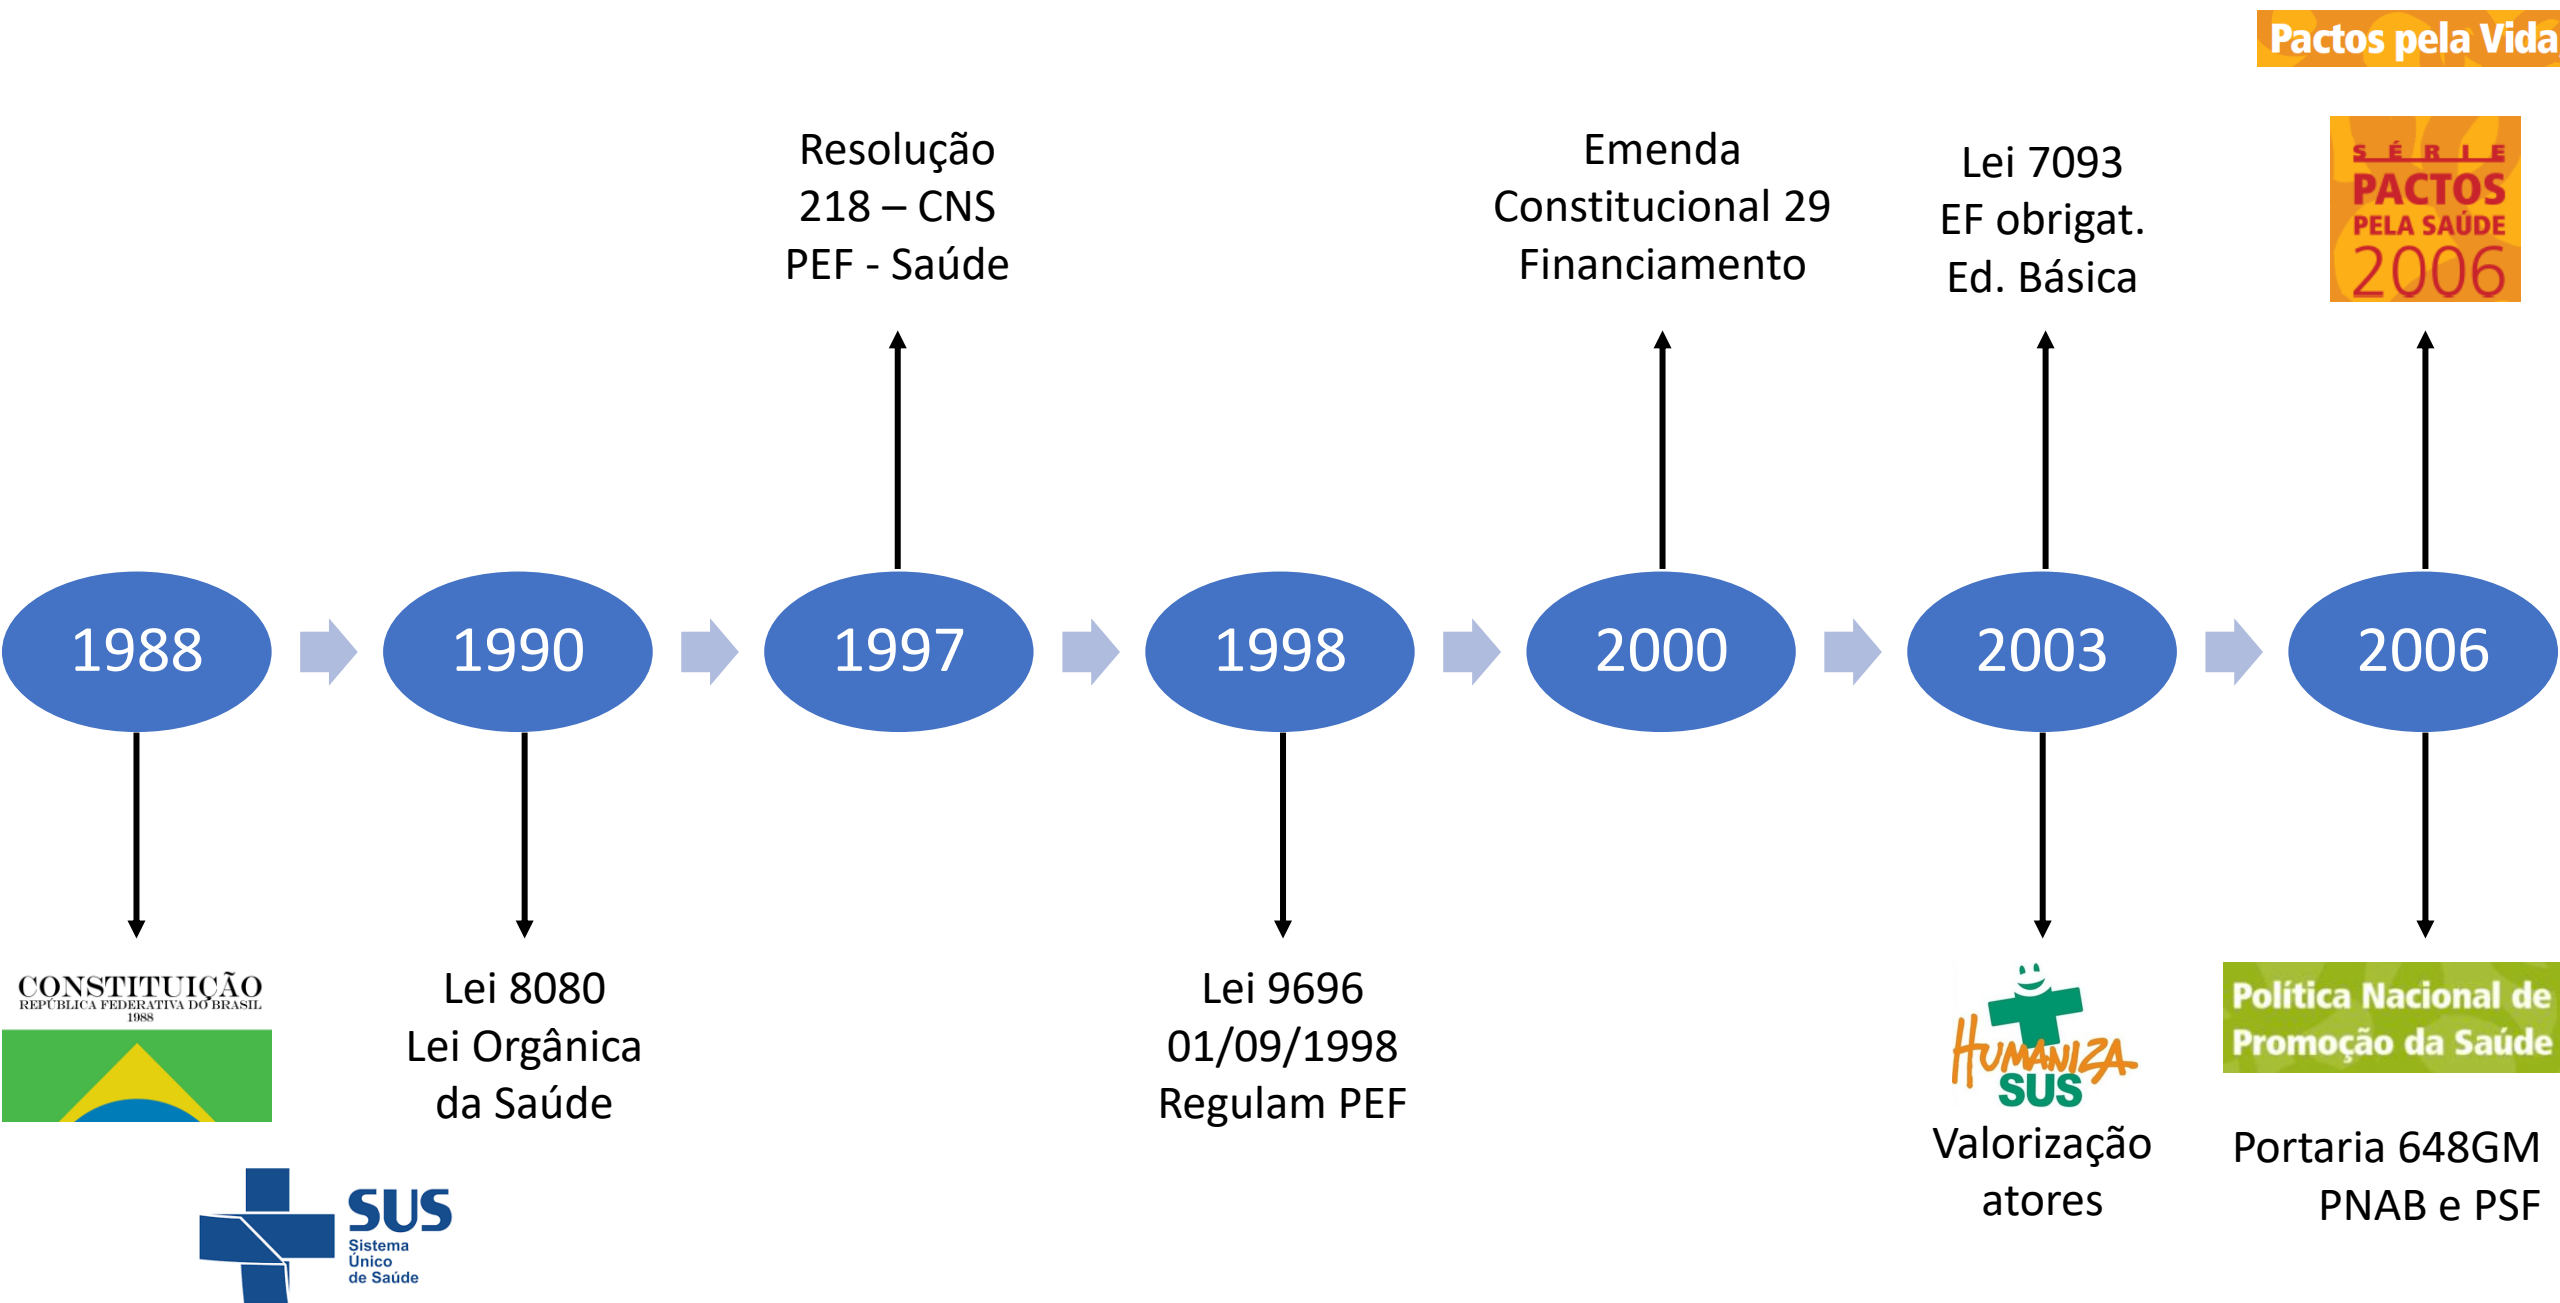 Pactos pela Vida
Resolução
218 – CNS
PEF - Saúde
Emenda
Constitucional 29
Financiamento
Lei 7093
EF obrigat.
Ed. Básica
SÉRIE
PACTOS
PELA SAÚDE
2006
1988
1990
1997
1998
2000
2003
2006
CONSTITUIÇÃO
REPÚBLICA FEDERATIVA DO BRASIL
1988
Lei 8080
Lei Orgânica
da Saúde
Lei 9696
01/09/1998
Regulam PEF
HUMANIZA
SUS
Valorização
atores
Política Nacional de
Promoção da Saúde
Portaria 648GM
PNAB e PSF
SUS
Sistema
Único
de Saúde